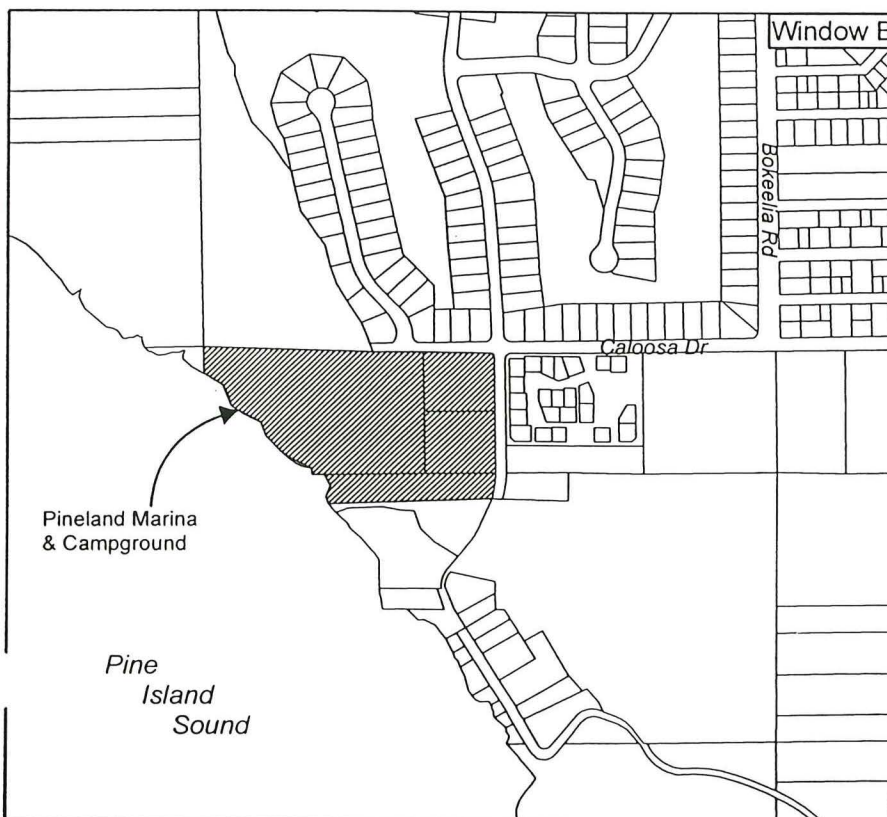 Window B
Bokeelia Rd
Caloosa Dr
Pineland Marina
& Campground
Pine
Island
Sound